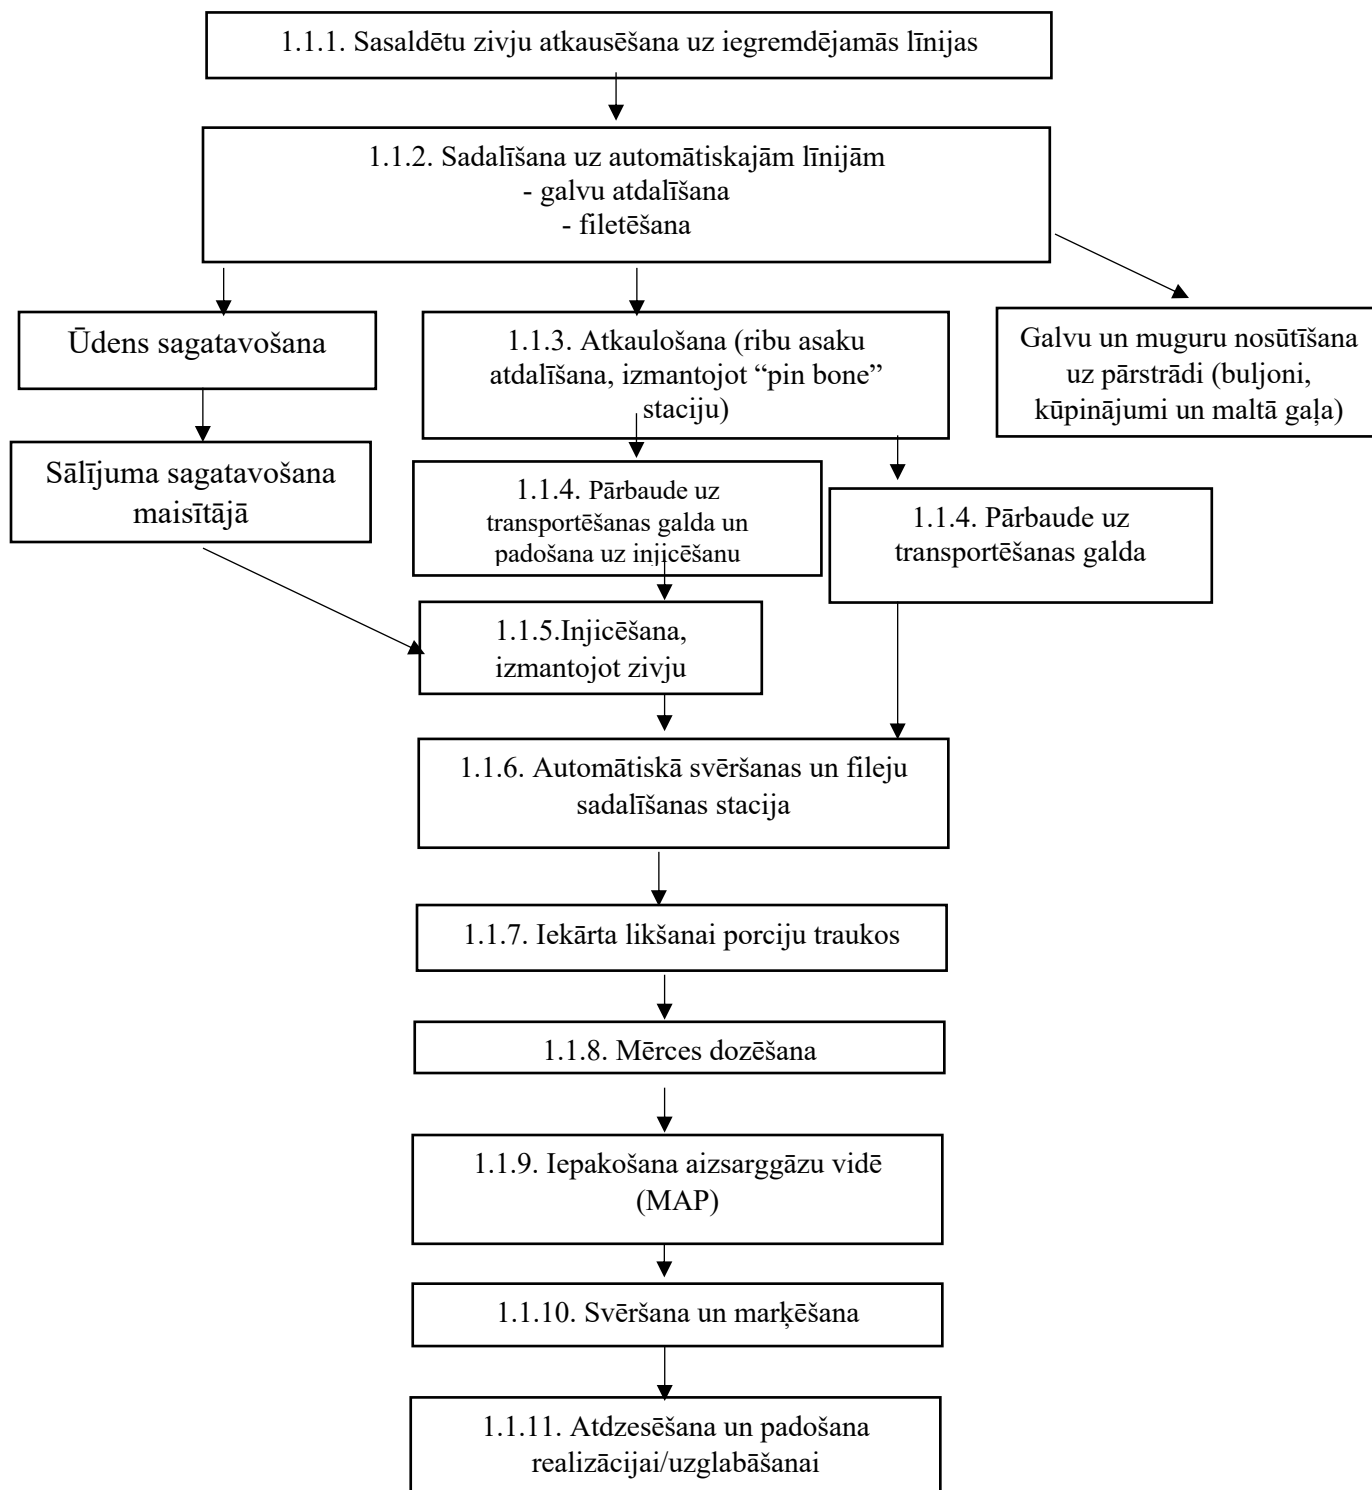 1.1.1. Sasaldētu zivju atkausēšana uz iegremdējamās līnijas
1.1.2. Sadalīšana uz automātiskajām līnijām
- galvu atdalīšana
- filetēšana
Ūdens sagatavošana
1.1.3. Atkaulošana (ribu asaku
atdalīšana, izmantojot “pin bone”
staciju)
Galvu un muguru nosūtīšana
uz pārstrādi (buljoni,
kūpinājumi un maltā gaļa)
Sālījuma sagatavošana
maisītājā
1.1.4. Pārbaude uz
transportēšanas galda un
padošana uz injicēšanu
1.1.4. Pārbaude uz
transportēšanas galda
1.1.5.Injicēšana,
izmantojot zivju
1.1.6. Automātiskā svēršanas un fileju
sadalīšanas stacija
1.1.7. Iekārta likšanai porciju traukos
1.1.8. Mērces dozēšana
1.1.9. Iepakošana aizsarggāzu vidē
(MAP)
1.1.10. Svēršana un marķēšana
1.1.11. Atdzesēšana un padošana
realizācijai/uzglabāšanai